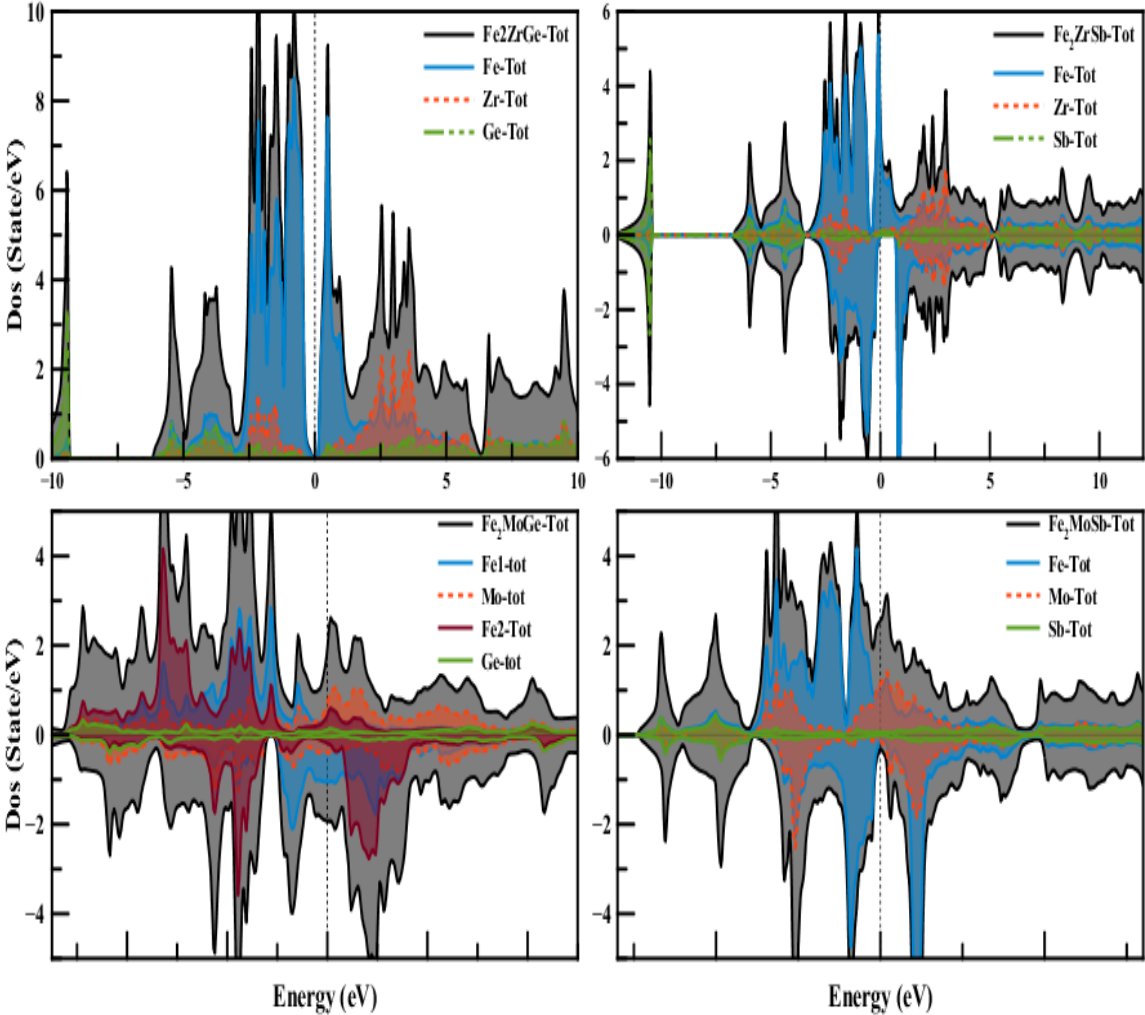 10
8
6
4
2
0
Dos (State/eV)
Fe2ZrGe-Tot
Fe-Tot
Zr-Tot
Ge-Tot
−10
−5
0
5
10
6
4
2
0
−2
−4
−6
Fe₂ZrSb-Tot
Fe-Tot
Zr-Tot
Sb-Tot
−10
−5
0
5
10
4
2
0
−2
−4
Dos (State/eV)
Fe₂MoGe-Tot
Fe1-tot
Mo-tot
Fe2-Tot
Ge-tot
Energy (eV)
4
2
0
−2
−4
Fe₂MoSb-Tot
Fe-Tot
Mo-Tot
Sb-Tot
Energy (eV)